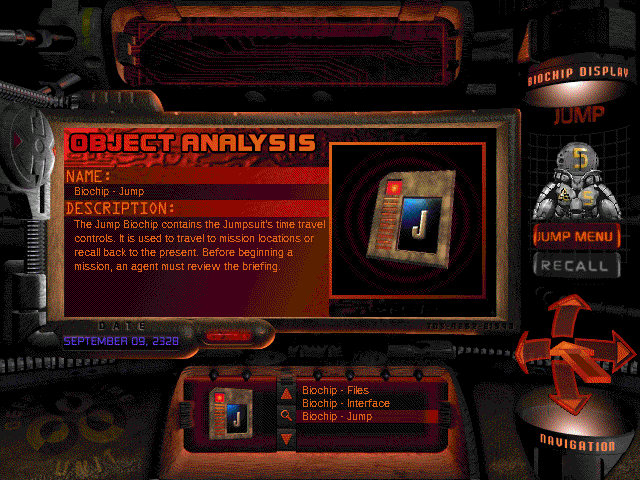 BIOCHIP DISPLAY
JUMP
OBJECT ANALYSIS
NAME:
Biochip - Jump
DESCRIPTION:
The Jump Biochip contains the Jumpsuit's time travel
controls. It is used to travel to mission locations or
recall back to the present. Before beginning a
mission, an agent must review the briefing.
J
5
JUMP MENU
RECALL
DATE
SEPTEMBER 09, 2328
Biochip - Files
Biochip - Interface
Biochip - Jump
J
NAVIGATION